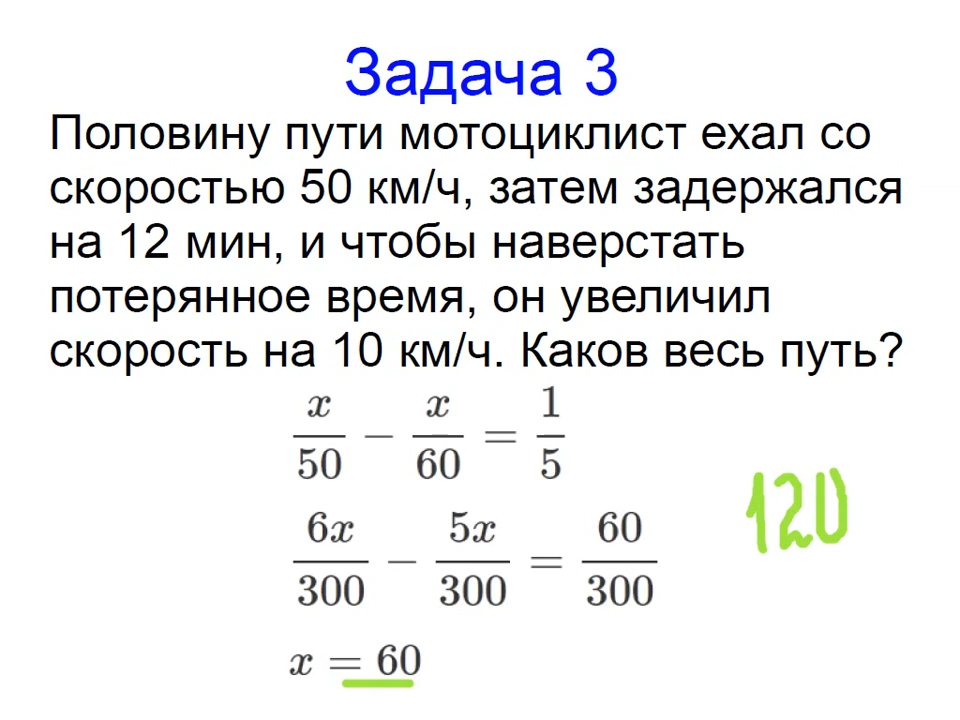 Задача 3
Половину пути мотоциклист ехал со
скоростью 50 км/ч, затем задержался
на 12 мин, и чтобы наверстать
потерянное время, он увеличил
скорость на 10 км/ч. Каков весь путь?
x/50 − x/60 = 1/5
6x/300 − 5x/300 = 60/300
120
x = 60